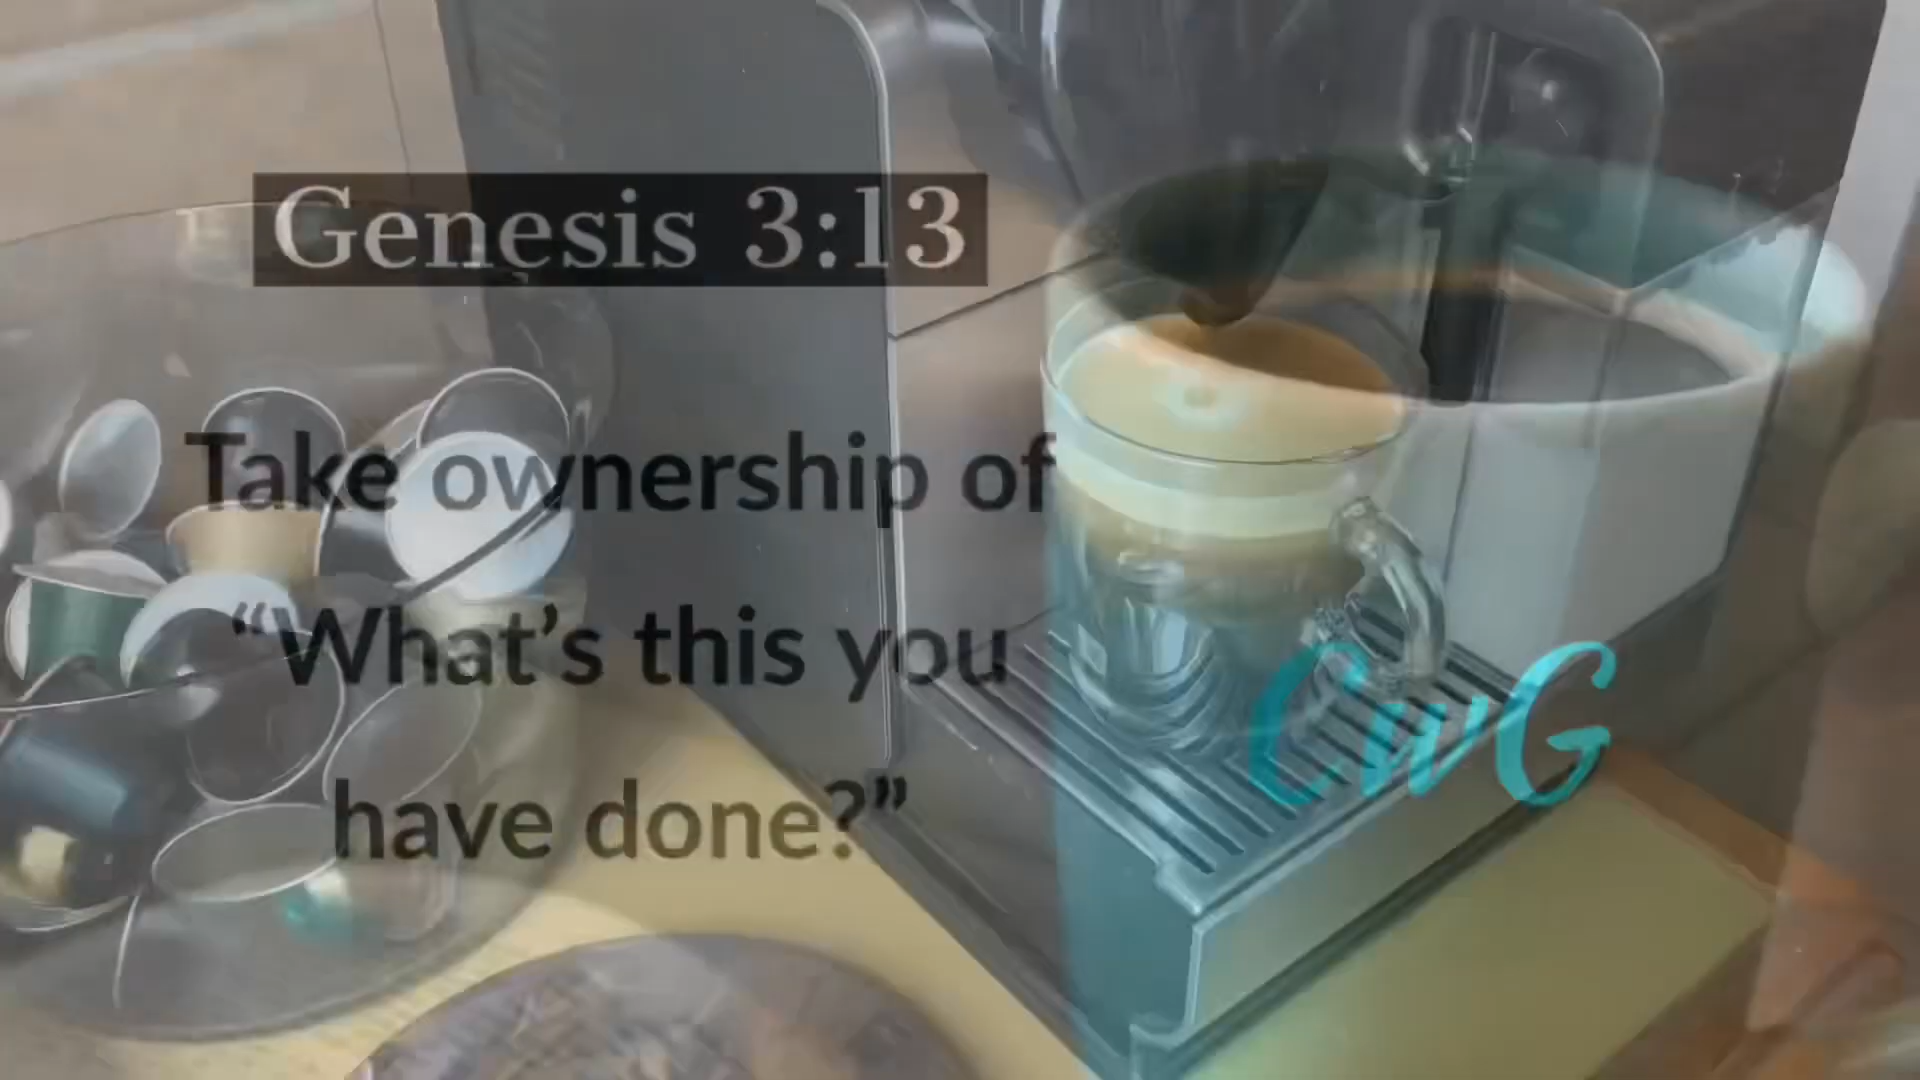 Genesis 3:13
Take ownership of
“What’s this you
have done?”
CwG